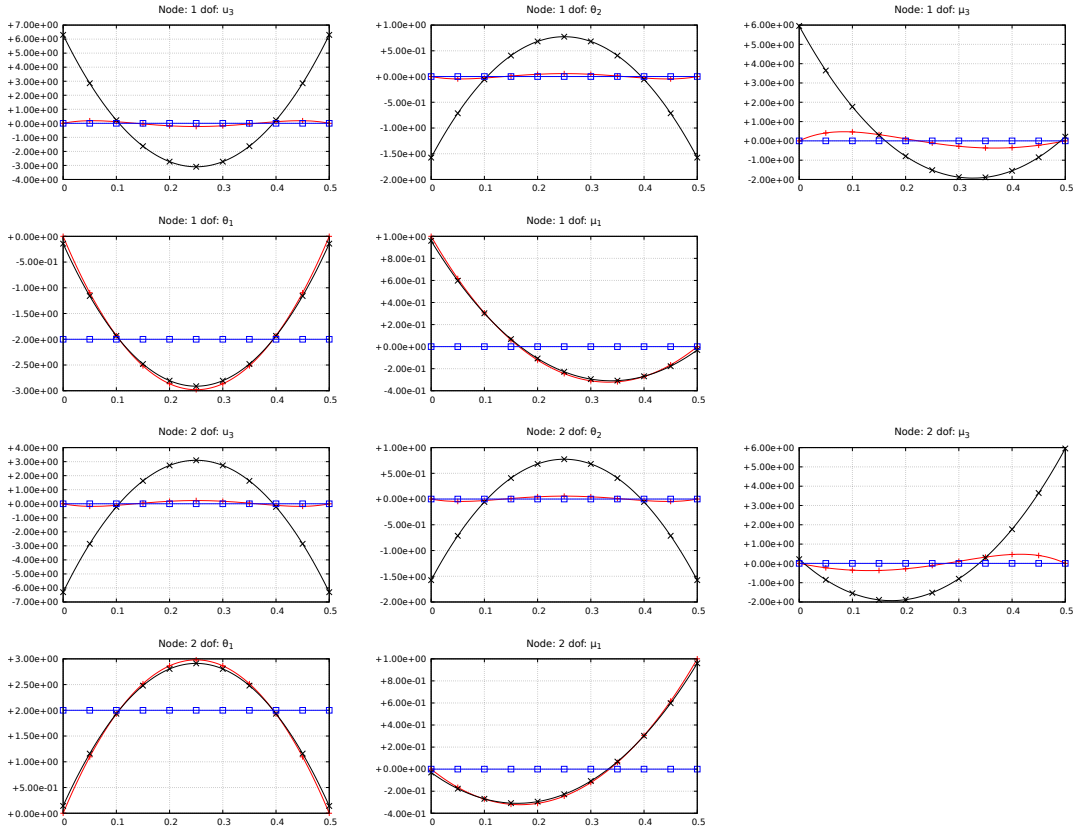 Node: 1 dof: u₃
+7.00e+00
+6.00e+00
+5.00e+00
+4.00e+00
+3.00e+00
+2.00e+00
+1.00e+00
+0.00e+00
-1.00e+00
-2.00e+00
-3.00e+00
-4.00e+00
0 0.1 0.2 0.3 0.4 0.5
Node: 1 dof: θ₂
+1.00e+00
+5.00e-01
+0.00e+00
-5.00e-01
-1.00e+00
-1.50e+00
-2.00e+00
0 0.1 0.2 0.3 0.4 0.5
Node: 1 dof: μ₃
+6.00e+00
+5.00e+00
+4.00e+00
+3.00e+00
+2.00e+00
+1.00e+00
+0.00e+00
-1.00e+00
-2.00e+00
0 0.1 0.2 0.3 0.4 0.5
Node: 1 dof: θ₁
+0.00e+00
-5.00e-01
-1.00e+00
-1.50e+00
-2.00e+00
-2.50e+00
-3.00e+00
0 0.1 0.2 0.3 0.4 0.5
Node: 1 dof: μ₁
+1.00e+00
+8.00e-01
+6.00e-01
+4.00e-01
+2.00e-01
+0.00e+00
-2.00e-01
-4.00e-01
0 0.1 0.2 0.3 0.4 0.5
Node: 2 dof: u₃
+4.00e+00
+3.00e+00
+2.00e+00
+1.00e+00
+0.00e+00
-1.00e+00
-2.00e+00
-3.00e+00
-4.00e+00
-5.00e+00
-6.00e+00
-7.00e+00
0 0.1 0.2 0.3 0.4 0.5
Node: 2 dof: θ₂
+1.00e+00
+5.00e-01
+0.00e+00
-5.00e-01
-1.00e+00
-1.50e+00
-2.00e+00
0 0.1 0.2 0.3 0.4 0.5
Node: 2 dof: μ₃
+6.00e+00
+5.00e+00
+4.00e+00
+3.00e+00
+2.00e+00
+1.00e+00
+0.00e+00
-1.00e+00
-2.00e+00
0 0.1 0.2 0.3 0.4 0.5
Node: 2 dof: θ₁
+3.00e+00
+2.50e+00
+2.00e+00
+1.50e+00
+1.00e+00
+5.00e-01
+0.00e+00
0 0.1 0.2 0.3 0.4 0.5
Node: 2 dof: μ₁
+1.00e+00
+8.00e-01
+6.00e-01
+4.00e-01
+2.00e-01
+0.00e+00
-2.00e-01
-4.00e-01
0 0.1 0.2 0.3 0.4 0.5